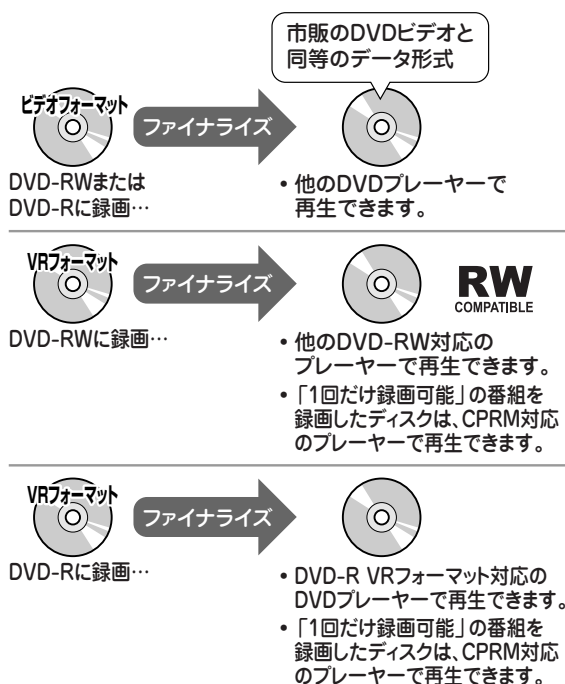 市販のDVDビデオと
同等のデータ形式
ビデオフォーマット
ファイナライズ
DVD-RWまたは
DVD-Rに録画…
• 他のDVDプレーヤーで
再生できます。
VRフォーマット
ファイナライズ
RW
COMPATIBLE
DVD-RWに録画…
• 他のDVD-RW対応の
プレーヤーで再生できます。
• 「1回だけ録画可能」の番組を
録画したディスクは、CPRM対応
のプレーヤーで再生できます。
VRフォーマット
ファイナライズ
DVD-Rに録画…
• DVD-R VRフォーマット対応の
DVDプレーヤーで再生できます。
• 「1回だけ録画可能」の番組を
録画したディスクは、CPRM対応
のプレーヤーで再生できます。